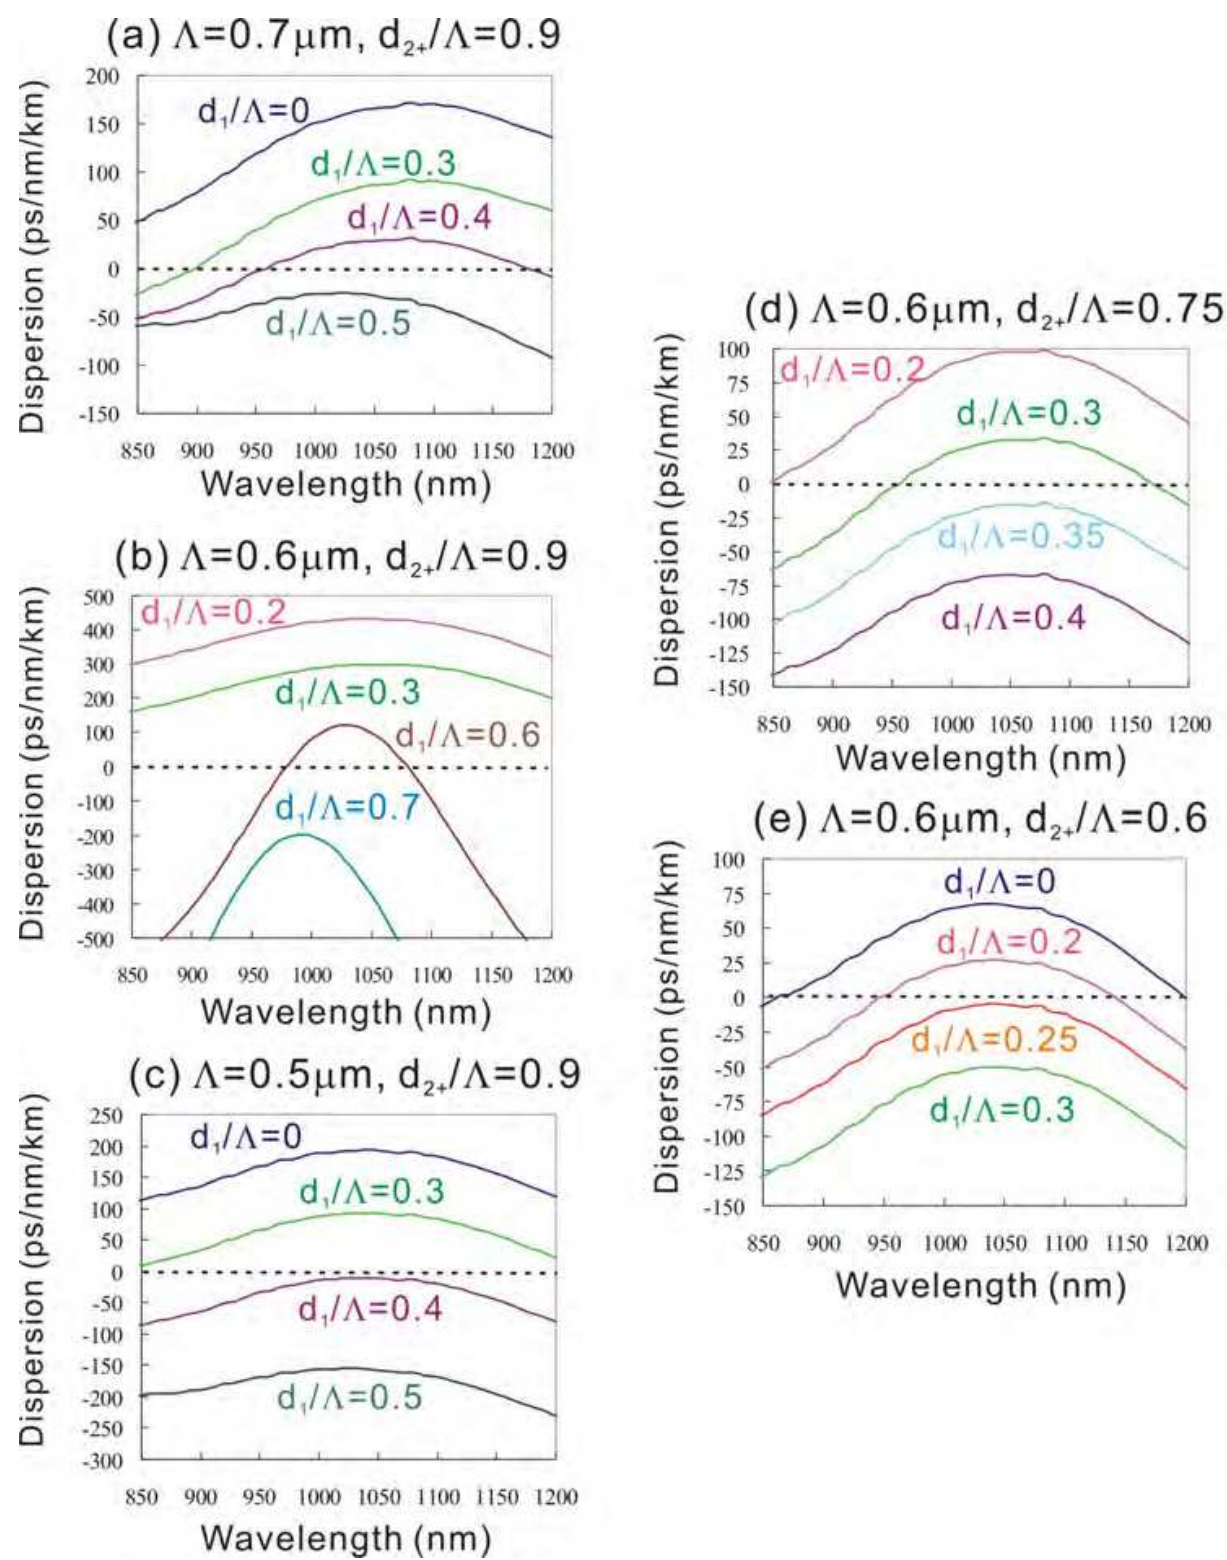 (a) Λ=0.7μm, d₂₊/Λ=0.9
Dispersion (ps/nm/km)
200
150
100
50
0
-50
-100
-150
d₁/Λ=0
d₁/Λ=0.3
d₁/Λ=0.4
d₁/Λ=0.5
850 900 950 1000 1050 1100 1150 1200
Wavelength (nm)
(b) Λ=0.6μm, d₂₊/Λ=0.9
Dispersion (ps/nm/km)
500
400
300
200
100
0
-100
-200
-300
-400
-500
d₁/Λ=0.2
d₁/Λ=0.3
d₁/Λ=0.6
d₁/Λ=0.7
850 900 950 1000 1050 1100 1150 1200
Wavelength (nm)
(c) Λ=0.5μm, d₂₊/Λ=0.9
Dispersion (ps/nm/km)
250
200
150
100
50
0
-50
-100
-150
-200
-250
-300
d₁/Λ=0
d₁/Λ=0.3
d₁/Λ=0.4
d₁/Λ=0.5
850 900 950 1000 1050 1100 1150 1200
Wavelength (nm)
(d) Λ=0.6μm, d₂₊/Λ=0.75
Dispersion (ps/nm/km)
100
75
50
25
0
-25
-50
-75
-100
-125
-150
d₁/Λ=0.2
d₁/Λ=0.3
d₁/Λ=0.35
d₁/Λ=0.4
850 900 950 1000 1050 1100 1150 1200
Wavelength (nm)
(e) Λ=0.6μm, d₂₊/Λ=0.6
Dispersion (ps/nm/km)
100
75
50
25
0
-25
-50
-75
-100
-125
-150
d₁/Λ=0
d₁/Λ=0.2
d₁/Λ=0.25
d₁/Λ=0.3
850 900 950 1000 1050 1100 1150 1200
Wavelength (nm)